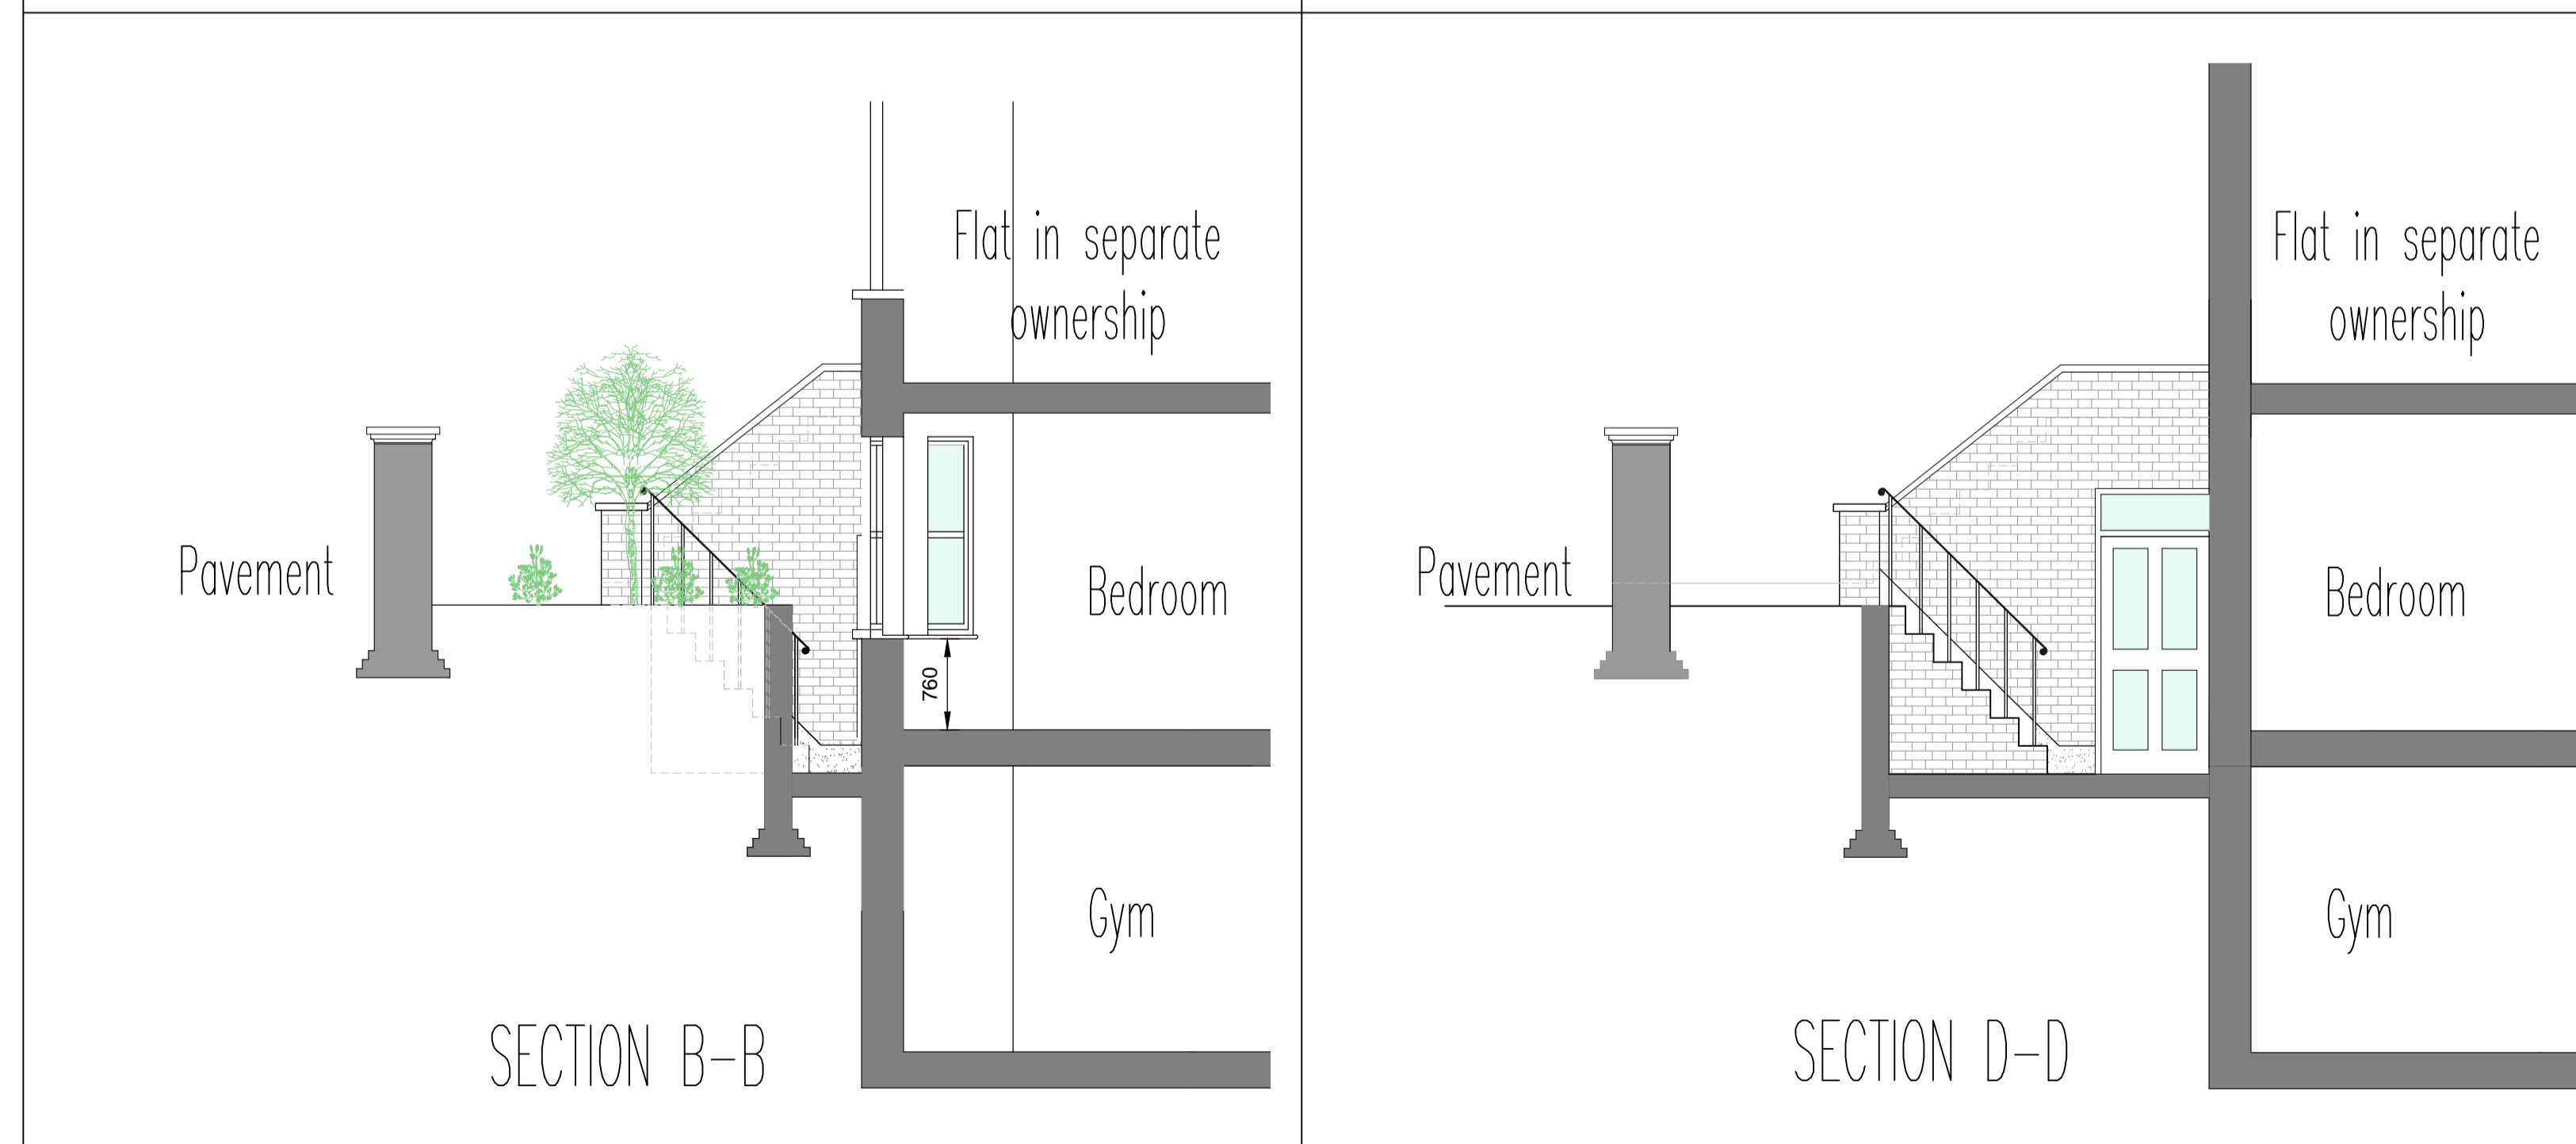 Flat in separate
ownership
Pavement
Bedroom
760
Gym
SECTION B-B
Flat in separate
ownership
Pavement
Bedroom
Gym
SECTION D-D